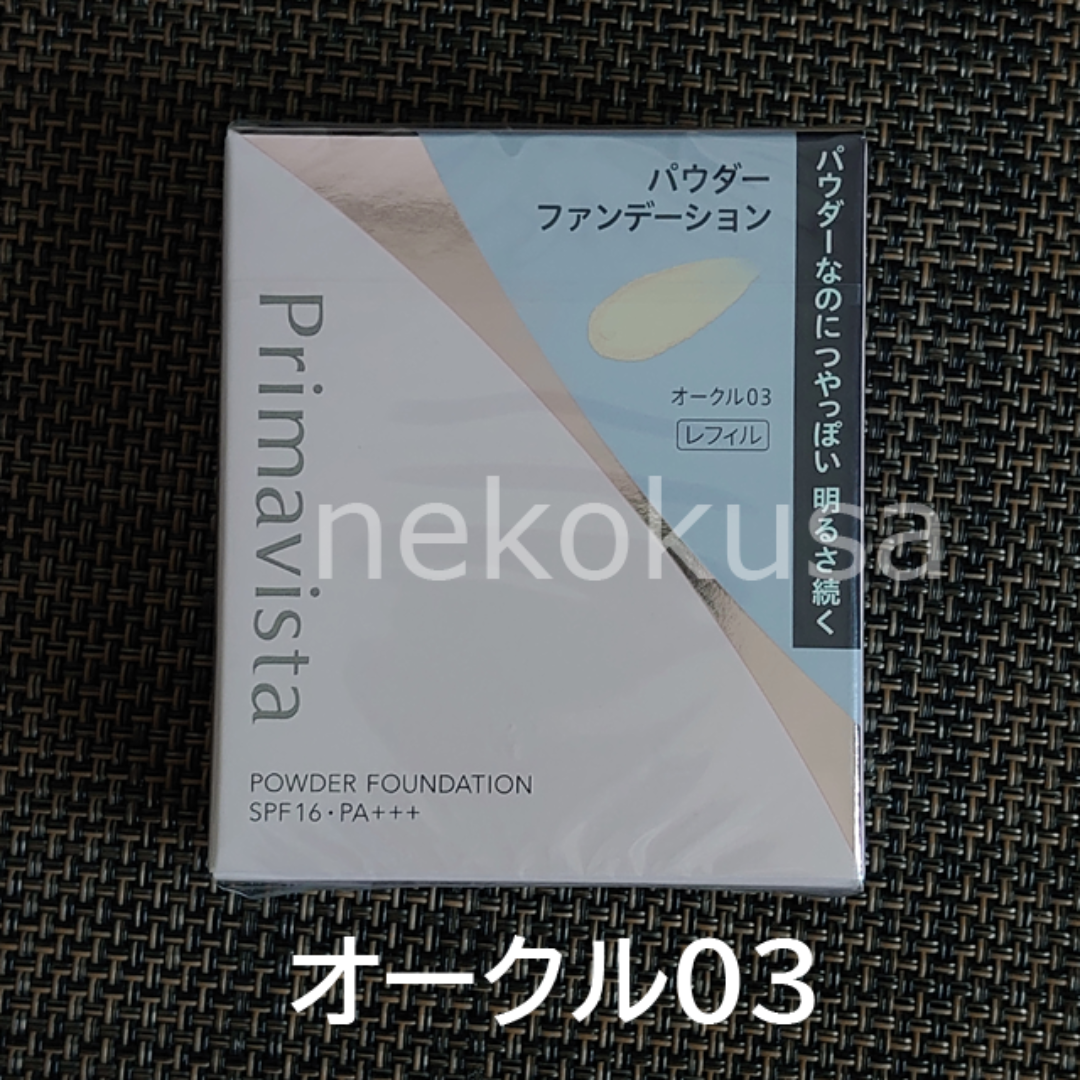 パウダー
ファンデーション
オークル03
レフィル
パウダーなのにつやっぽい 明るさ続く
Primavista
nekokusa
POWDER FOUNDATION
SPF16・PA+++
オークル03